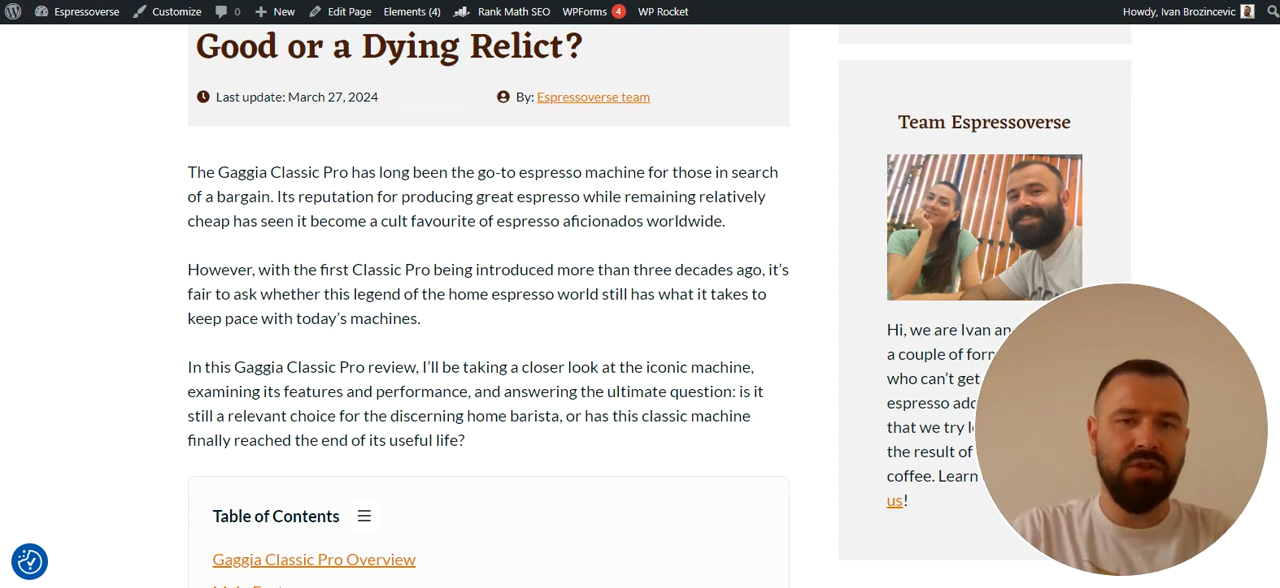 Espressoverse Customize 0 New Edit Page Elements (4) Rank Math SEO WPForms 4 WP Rocket Howdy, Ivan Brozincevic
Good or a Dying Relict?
Last update: March 27, 2024 By: Espressoverse team
The Gaggia Classic Pro has long been the go-to espresso machine for those in search
of a bargain. Its reputation for producing great espresso while remaining relatively
cheap has seen it become a cult favourite of espresso aficionados worldwide.
However, with the first Classic Pro being introduced more than three decades ago, it's
fair to ask whether this legend of the home espresso world still has what it takes to
keep pace with today's machines.
In this Gaggia Classic Pro review, I'll be taking a closer look at the iconic machine,
examining its features and performance, and answering the ultimate question: is it
still a relevant choice for the discerning home barista, or has this classic machine
finally reached the end of its useful life?
Table of Contents
Gaggia Classic Pro Overview
Team Espressoverse
Hi, we are Ivan
a couple of
who can't get
espresso
that we try
the result of
coffee. Learn
us!